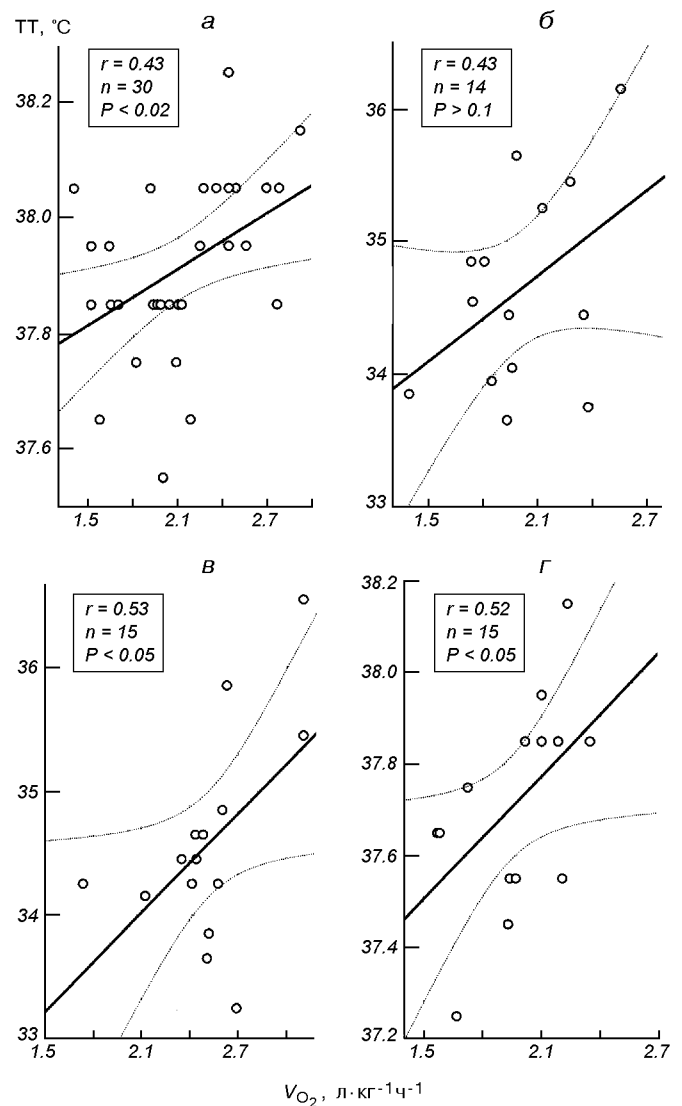 ТТ, °C
а
б
r = 0.43
n = 30
P < 0.02
r = 0.43
n = 14
P > 0.1
38.2
38.0
37.8
37.6
36
35
34
33
1.5 2.1 2.7
1.5 2.1 2.7
в
г
r = 0.53
n = 15
P < 0.05
r = 0.52
n = 15
P < 0.05
36
35
34
33
38.2
38.0
37.8
37.6
37.4
37.2
1.5 2.1 2.7
1.5 2.1 2.7
VO2, л·кг-1ч-1